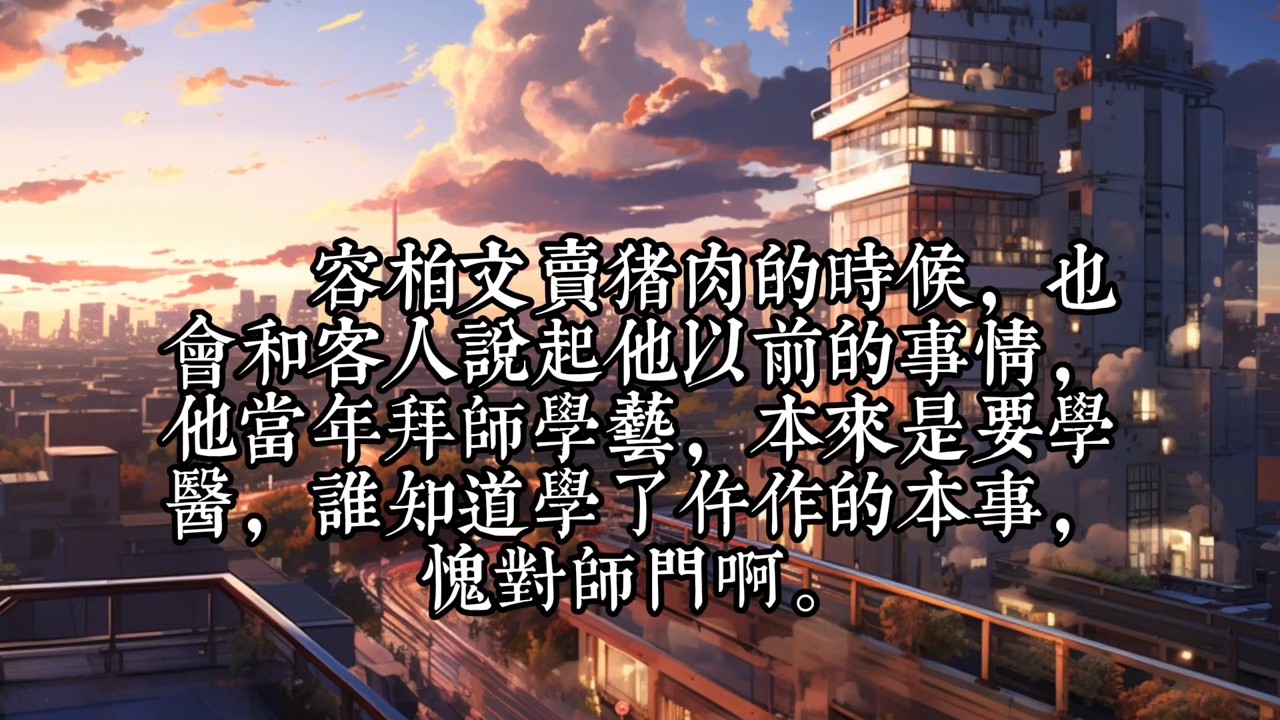 容柏文賣猪肉的時候，也
會和客人說起他以前的事情，
他當年拜師學藝，本來是要學
醫，誰知道學了仵作的本事，
愧對師門啊。